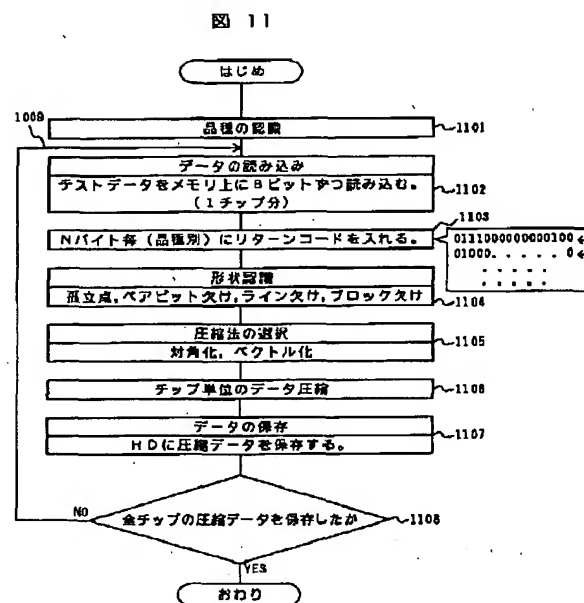 図 11
はじめ
1009
品種の認識
1101
データの読み込み
テストデータをメモリ上に8ビットずつ読み込む。
(1チップ分)
1102
1103
Nバイト毎(品種別)にリターンコードを入れる。
0111000000000100←
01000. . . . . . 0←
. . . . .
. . . . .
形状認識
孤立点,ペアビット欠け,ライン欠け,ブロック欠け
1104
圧縮法の選択
対角化,ベクトル化
1105
チップ単位のデータ圧縮
1106
データの保存
HDに圧縮データを保存する。
1107
NO
全チップの圧縮データを保存したか
1108
YES
おわり